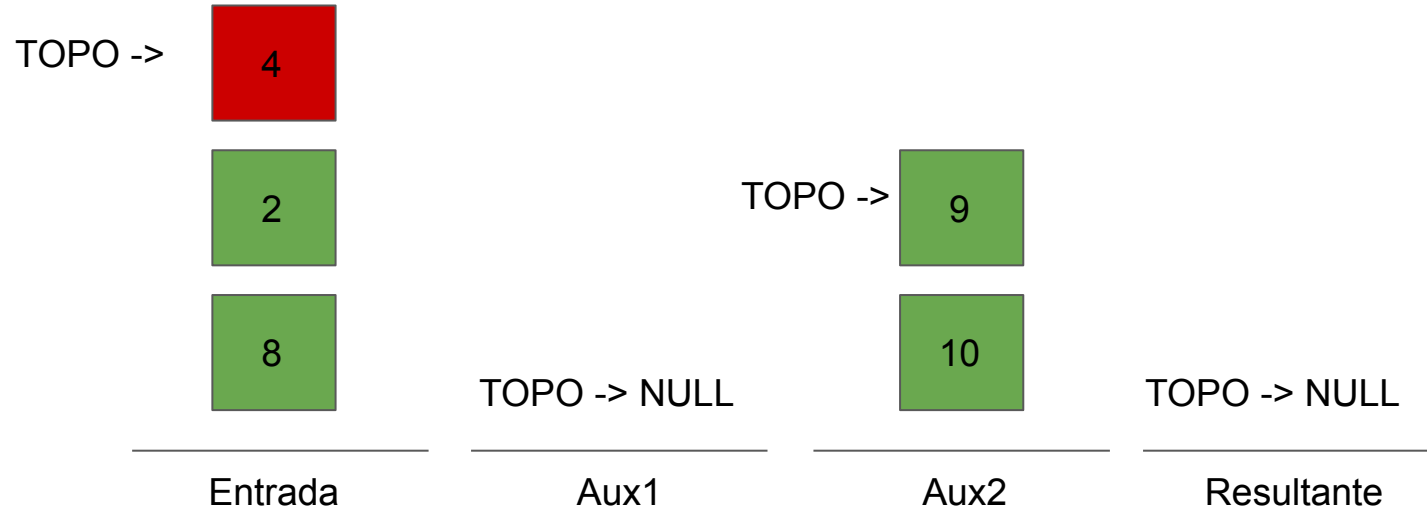 TOPO ->
4
2
TOPO ->
9
8
10
TOPO -> NULL
TOPO -> NULL
Entrada
Aux1
Aux2
Resultante